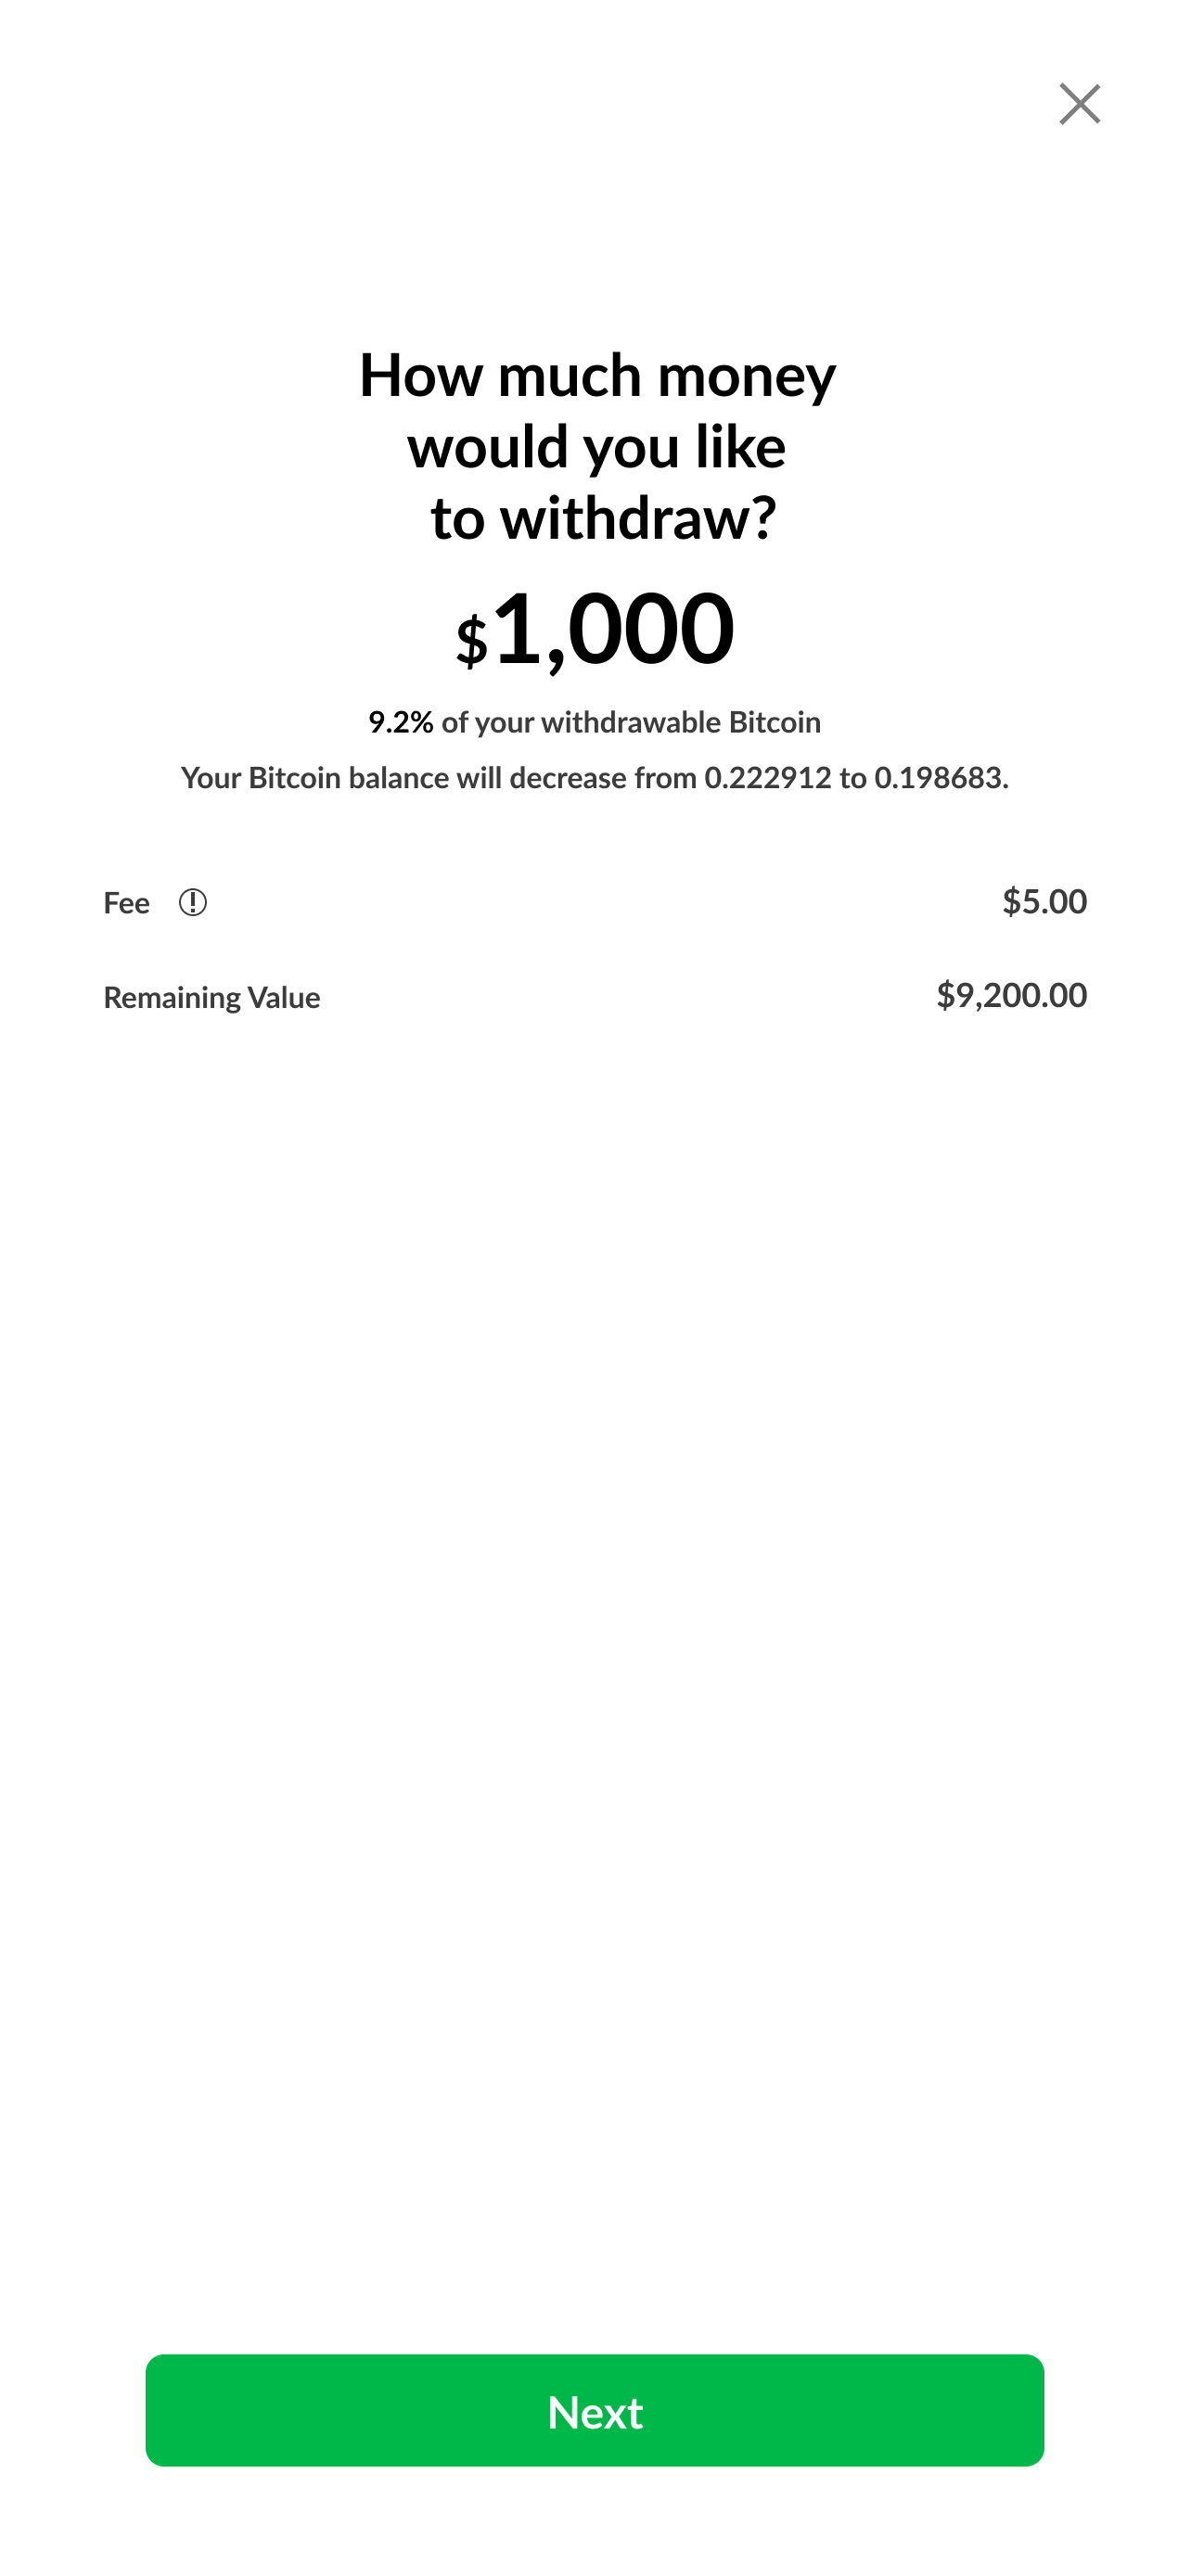 How much money
would you like
to withdraw?
$1,000
9.2% of your withdrawable Bitcoin
Your Bitcoin balance will decrease from 0.222912 to 0.198683.
Fee $5.00
Remaining Value $9,200.00
Next